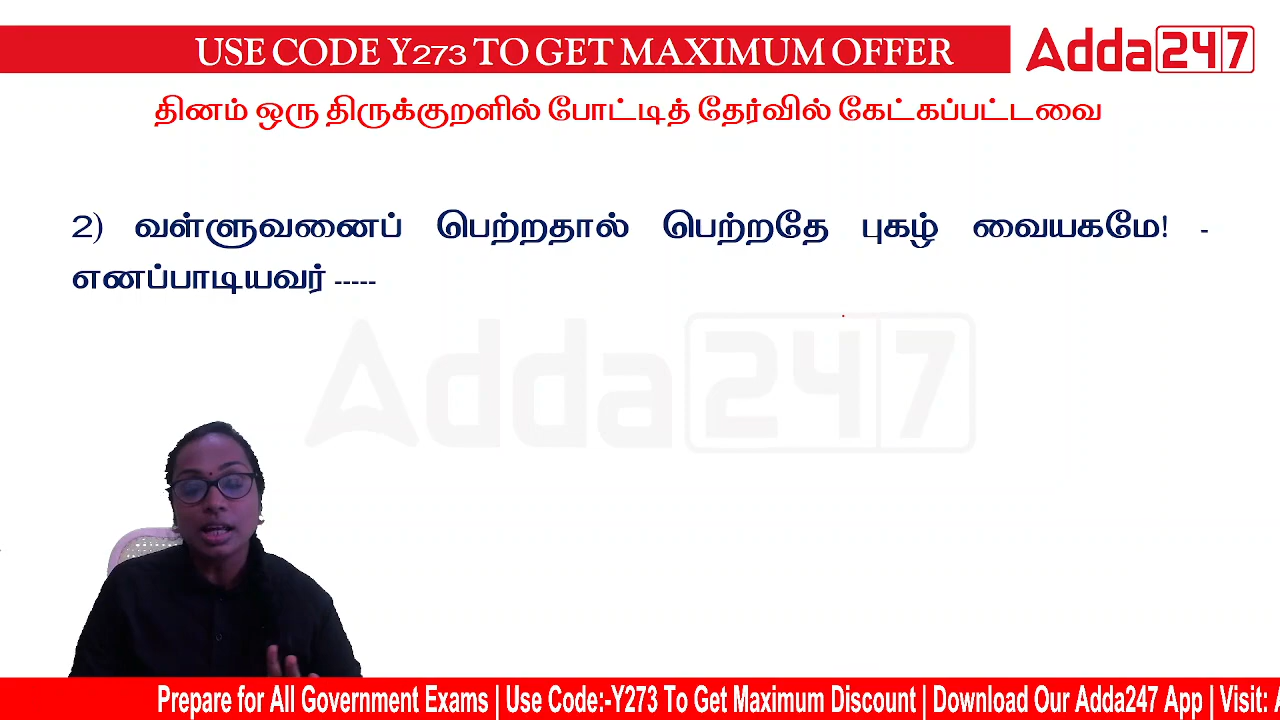 USE CODE Y273 TO GET MAXIMUM OFFER
Adda247
தினம் ஒரு திருக்குறளில் போட்டித் தேர்வில் கேட்கப்பட்டவை
2) வள்ளுவனைப் பெற்றதால் பெற்றதே புகழ் வையகமே! -
எனப்பாடியவர் -----
Adda247
Prepare for All Government Exams | Use Code:-Y273 To Get Maximum Discount | Download Our Adda247 App | Visit: